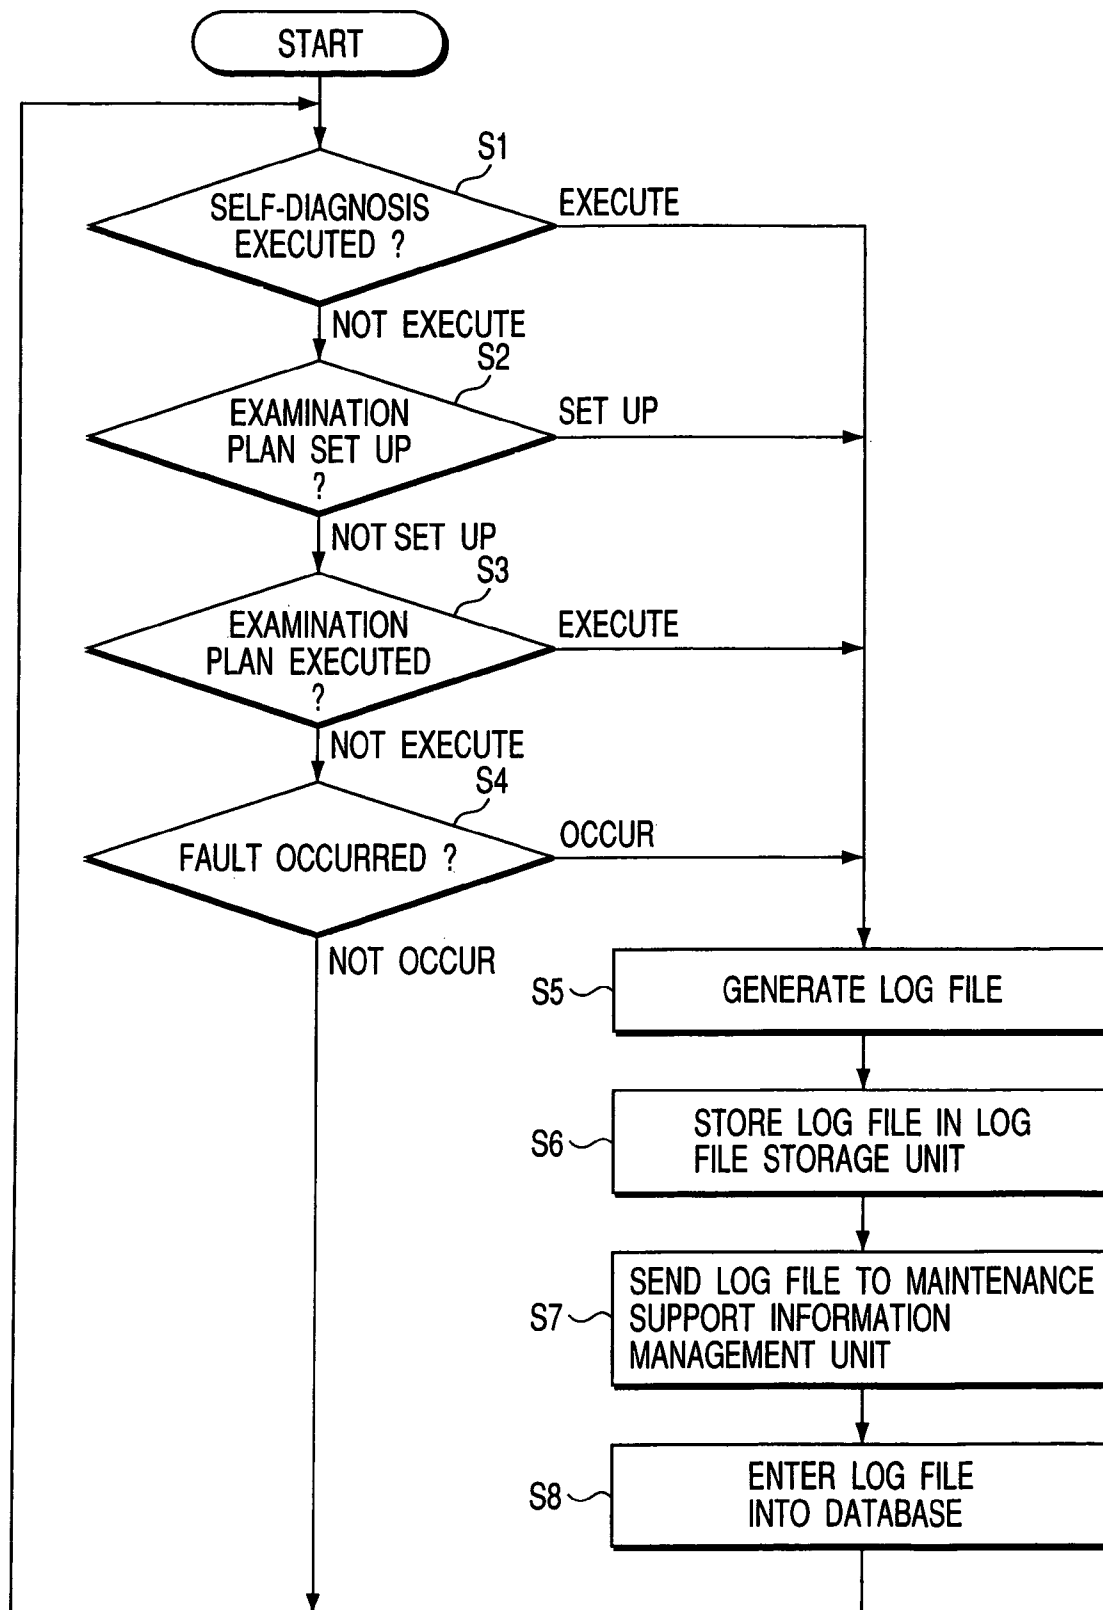 START
S1
SELF-DIAGNOSIS
EXECUTED ?
EXECUTE
NOT EXECUTE
S2
EXAMINATION
PLAN SET UP
?
SET UP
NOT SET UP
S3
EXAMINATION
PLAN EXECUTED
?
EXECUTE
NOT EXECUTE
S4
FAULT OCCURRED ?
OCCUR
NOT OCCUR
S5
GENERATE LOG FILE
S6
STORE LOG FILE IN LOG
FILE STORAGE UNIT
S7
SEND LOG FILE TO MAINTENANCE
SUPPORT INFORMATION
MANAGEMENT UNIT
S8
ENTER LOG FILE
INTO DATABASE